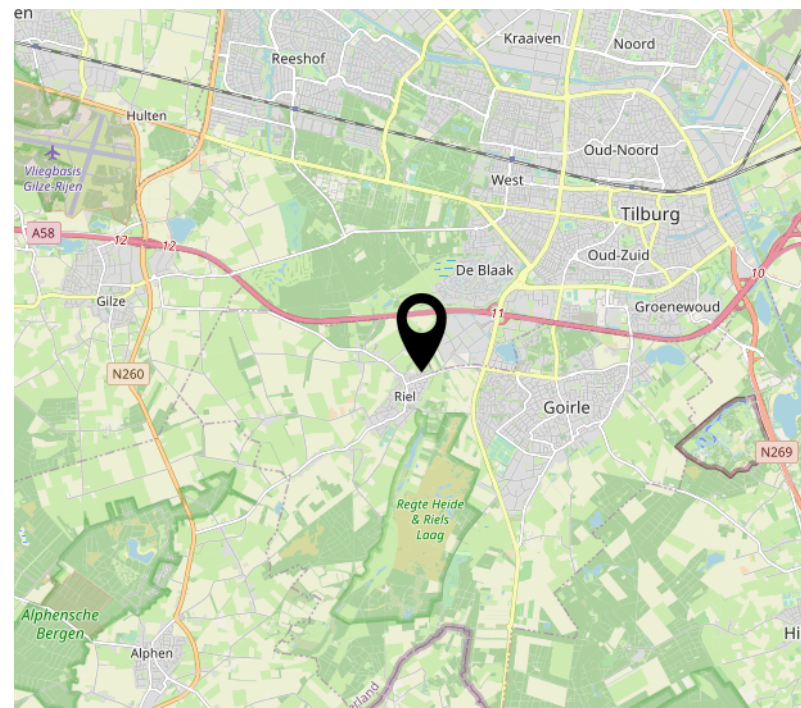 en
Kraaiven
Noord
Reeshof
Hulten
Oud-Noord
Vliegbasis
Gilze-Rijen
West
Tilburg
A58
12
12
Oud-Zuid
De Blaak
10
Gilze
11
Groenewoud
N260
Riel
Goirle
N269
Regte Heide
& Riels
Laag
Alphensche
Bergen
Hi
Alphen
erland